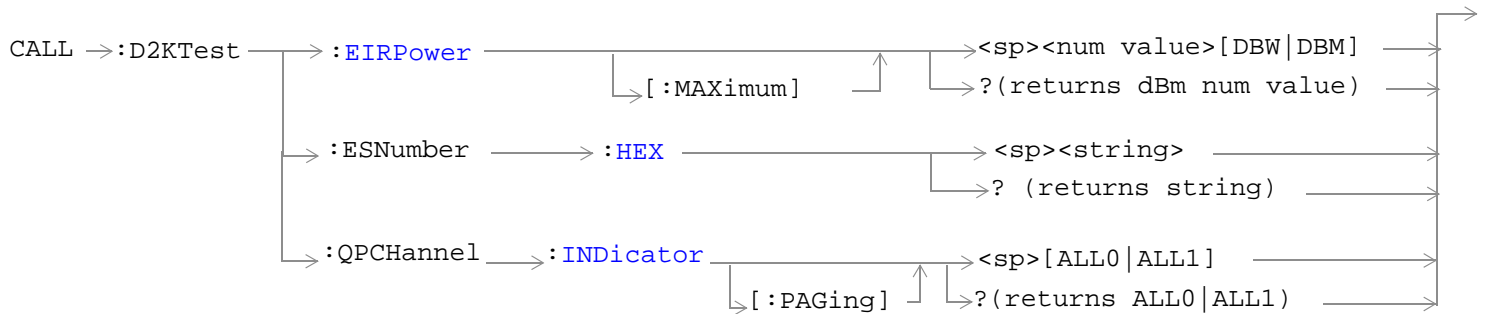 CALL :D2KTest :EIRPower <sp><num value>[DBW|DBM]
[:MAXimum] ?(returns dBm num value)
:ESNumber :HEX <sp><string>
? (returns string)
:QPCHannel :INDicator <sp>[ALL0|ALL1]
[:PAGing] ?(returns ALL0|ALL1)